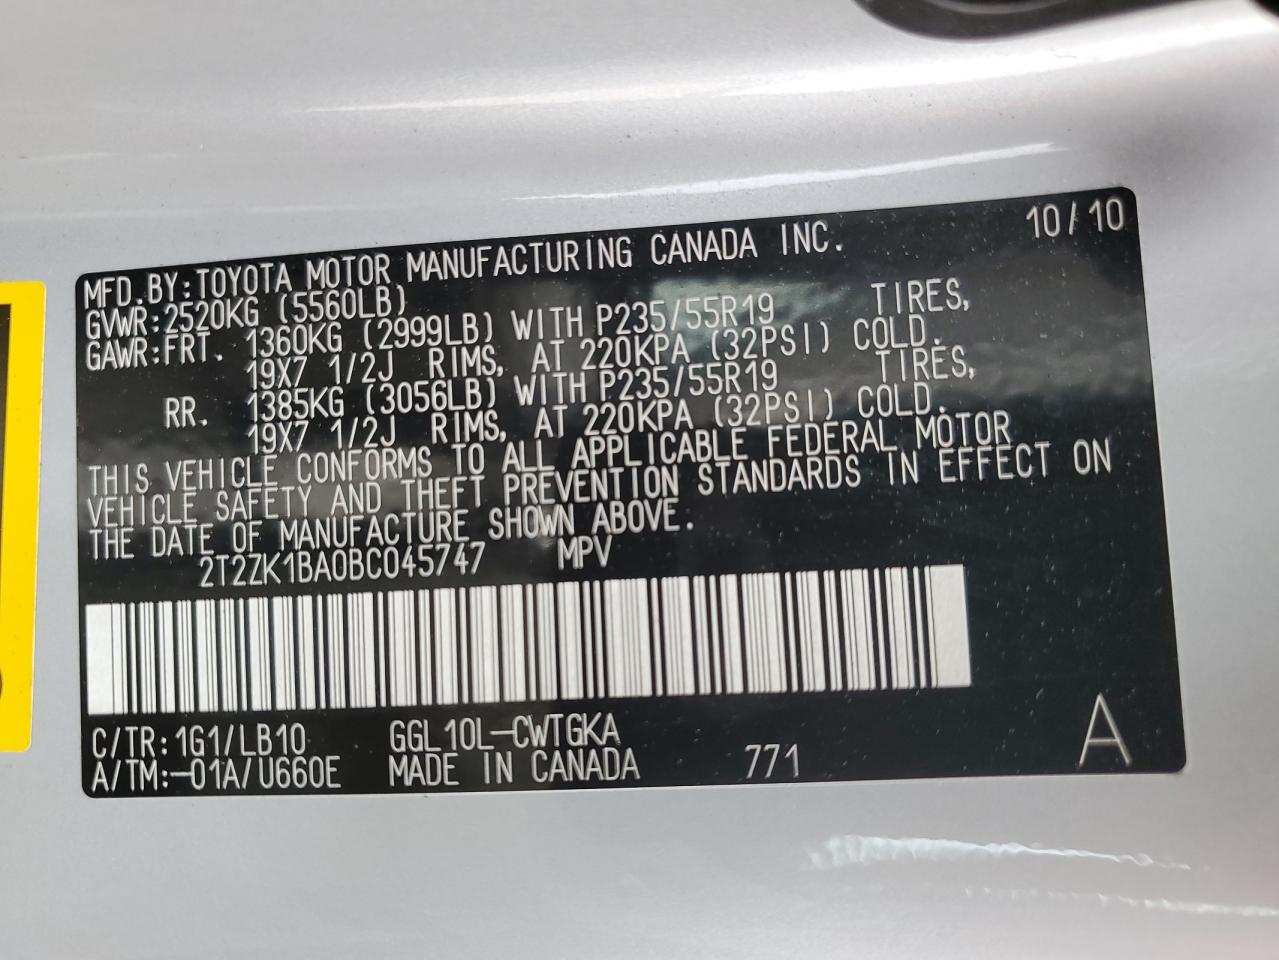 10/10
MFD.BY:TOYOTA MOTOR MANUFACTURING CANADA INC.
GVWR:2520KG (5560LB)
GAWR:FRT. 1360KG (2999LB) WITH P235/55R19 TIRES,
19X7 1/2J RIMS, AT 220KPA (32PSI) COLD.
RR. 1385KG (3056LB) WITH P235/55R19 TIRES,
19X7 1/2J RIMS, AT 220KPA (32PSI) COLD.
THIS VEHICLE CONFORMS TO ALL APPLICABLE FEDERAL MOTOR
VEHICLE SAFETY AND THEFT PREVENTION STANDARDS IN EFFECT ON
THE DATE OF MANUFACTURE SHOWN ABOVE.
2T2ZK1BA0BC045747 MPV
C/TR:1G1/LB10 GGL10L-CWTGKA
A/TM:-01A/U660E MADE IN CANADA 771 A